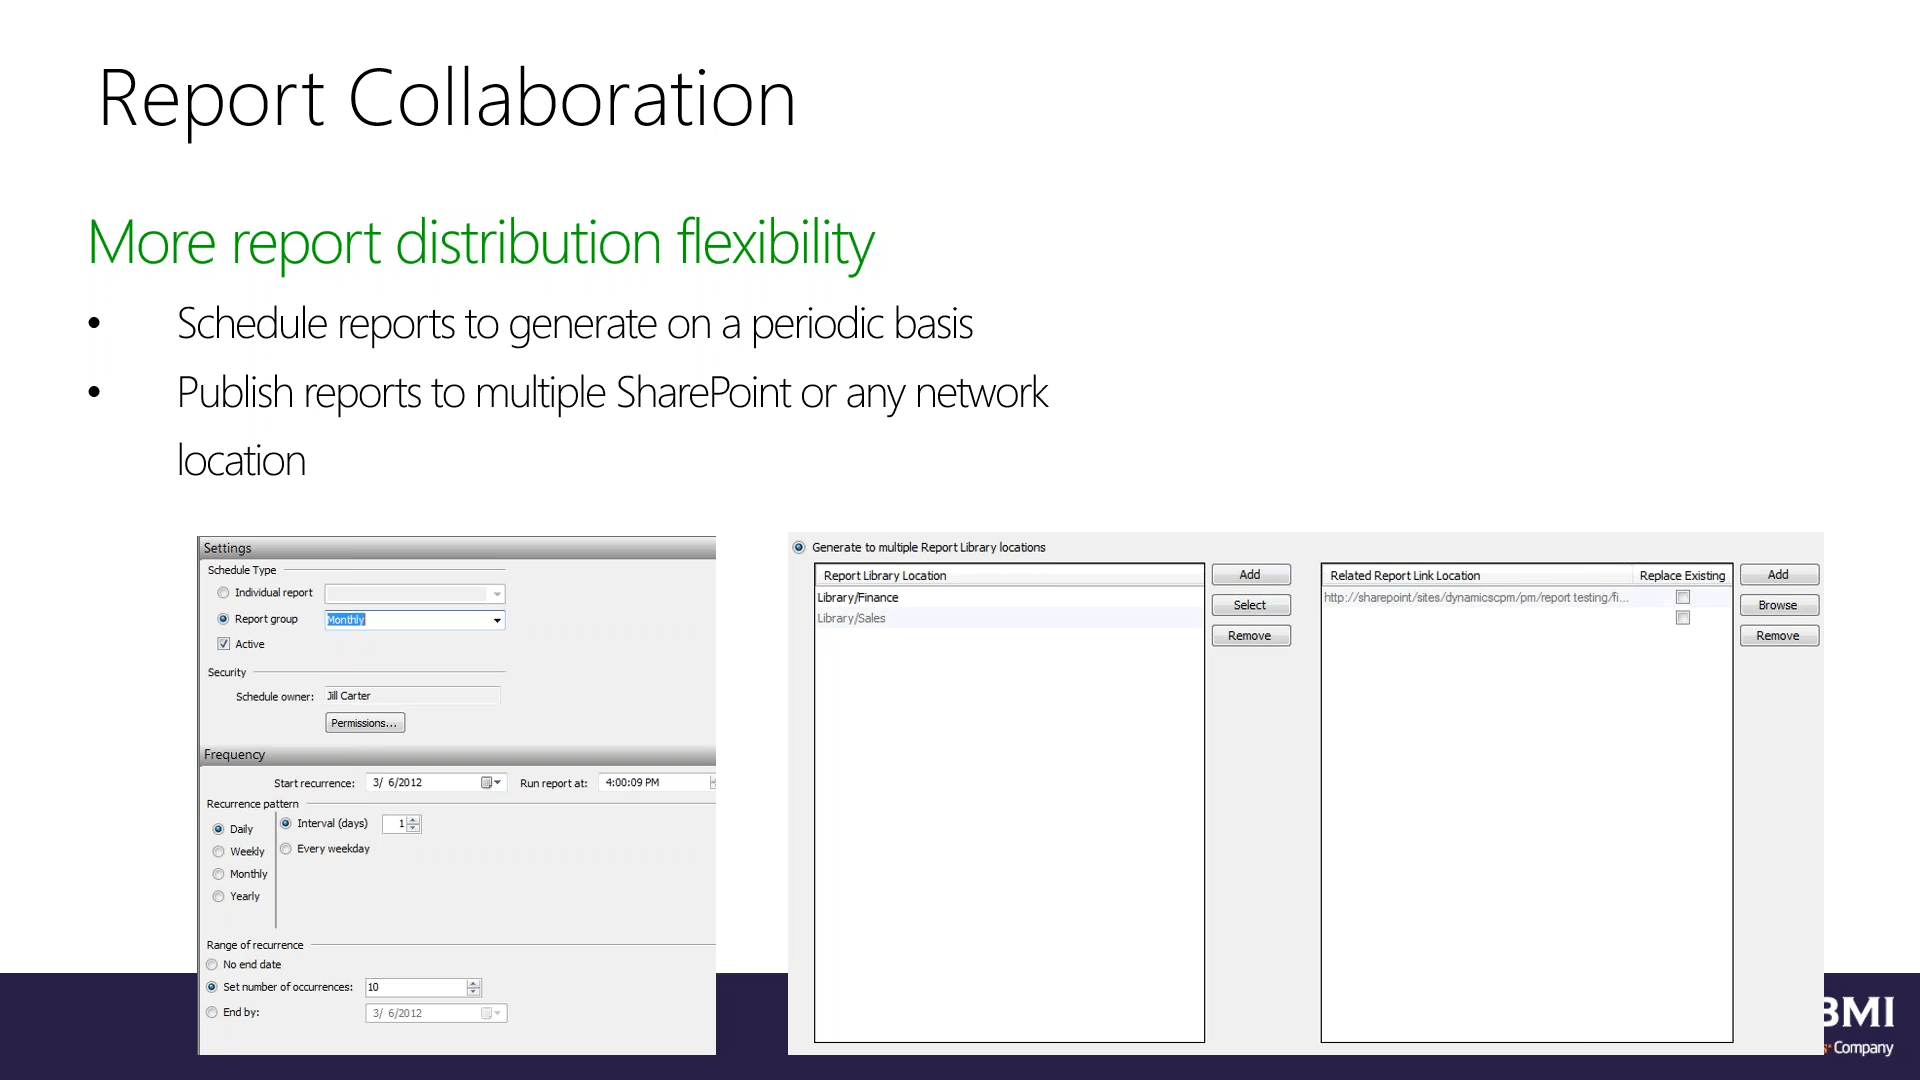 Report Collaboration
More report distribution flexibility
• Schedule reports to generate on a periodic basis
• Publish reports to multiple SharePoint or any network
location
Settings
Schedule Type
Individual report
Report group Monthly
Active
Security
Schedule owner: Jill Carter
Permissions...
Frequency
Start recurrence: 3/ 6/2012 Run report at: 4:00:09 PM
Recurrence pattern
Daily Interval (days) 1
Weekly Every weekday
Monthly
Yearly
Range of recurrence
No end date
Set number of occurrences: 10
End by: 3/ 6/2012
Generate to multiple Report Library locations
Report Library Location Add
Library/Finance
Library/Sales
Select
Remove
Related Report Link Location Replace Existing Add
http://sharepoint/sites/dynamicscpm/pm/report testing/fi...
Browse
Remove
BMI
Company